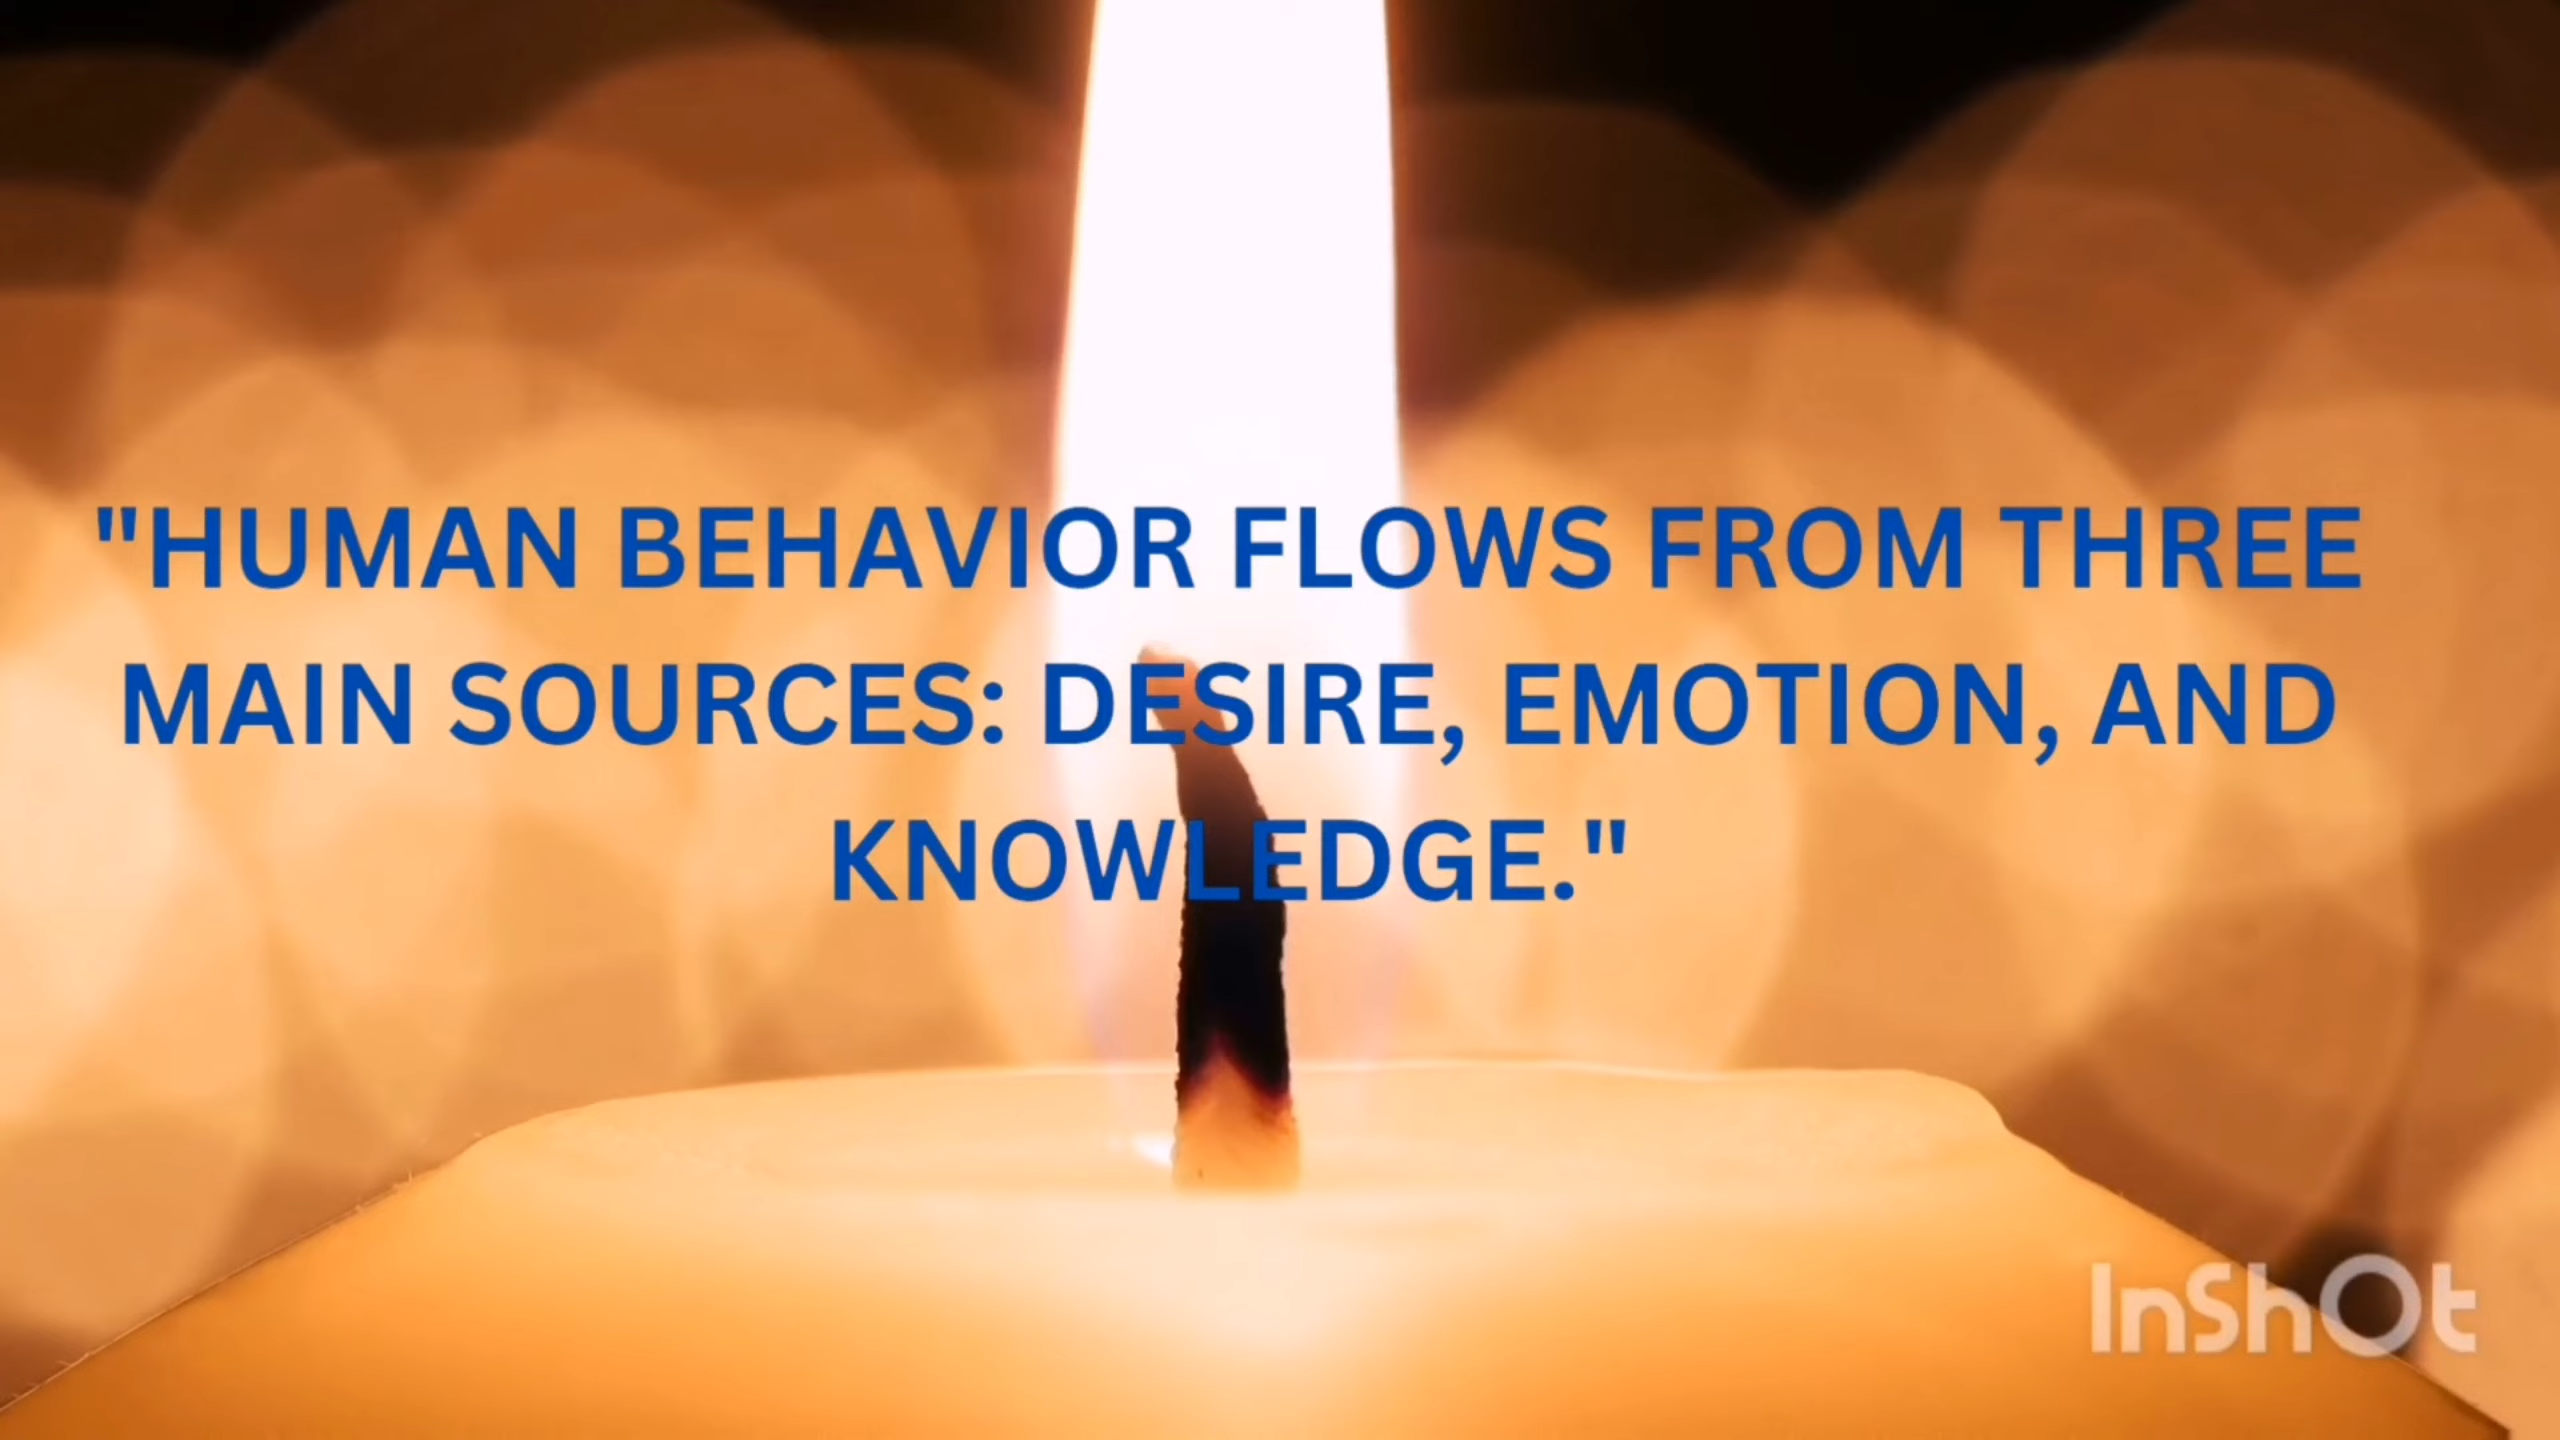 "HUMAN BEHAVIOR FLOWS FROM THREE
MAIN SOURCES: DESIRE, EMOTION, AND
KNOWLEDGE."
InShOt